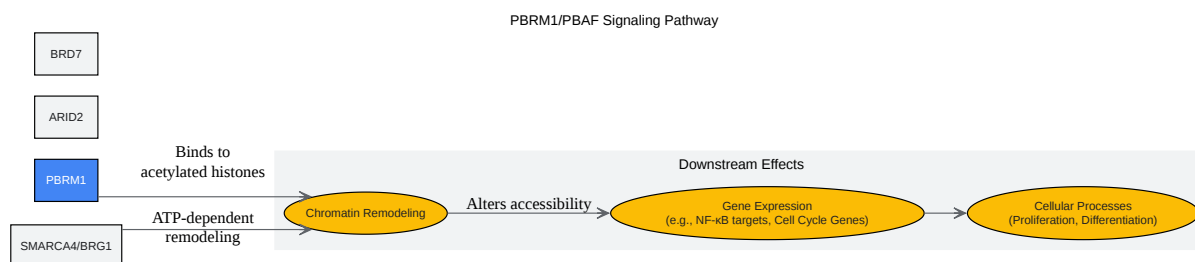 PBRM1/PBAF Signaling Pathway
BRD7
ARID2
PBRM1
SMARCA4/BRG1
Binds to
acetylated histones
ATP-dependent
remodeling
Downstream Effects
Chromatin Remodeling
Alters accessibility
Gene Expression
(e.g., NF-κB targets, Cell Cycle Genes)
Cellular Processes
(Proliferation, Differentiation)